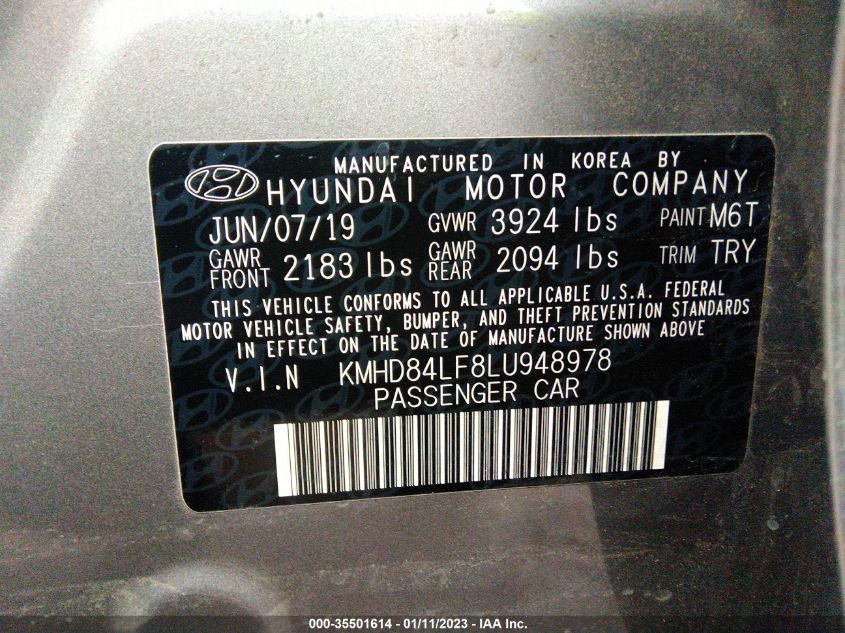 MANUFACTURED IN KOREA BY
HYUNDAI MOTOR COMPANY
JUN/07/19 GVWR 3924 lbs PAINT M6T
GAWR FRONT 2183 lbs GAWR REAR 2094 lbs TRIM TRY
THIS VEHICLE CONFORMS TO ALL APPLICABLE U.S.A. FEDERAL
MOTOR VEHICLE SAFETY, BUMPER, AND THEFT PREVENTION STANDARDS
IN EFFECT ON THE DATE OF MANUFACTURE SHOWN ABOVE
V.I.N KMHD84LF8LU948978
PASSENGER CAR
000-35501614 - 01/11/2023 - IAA Inc.